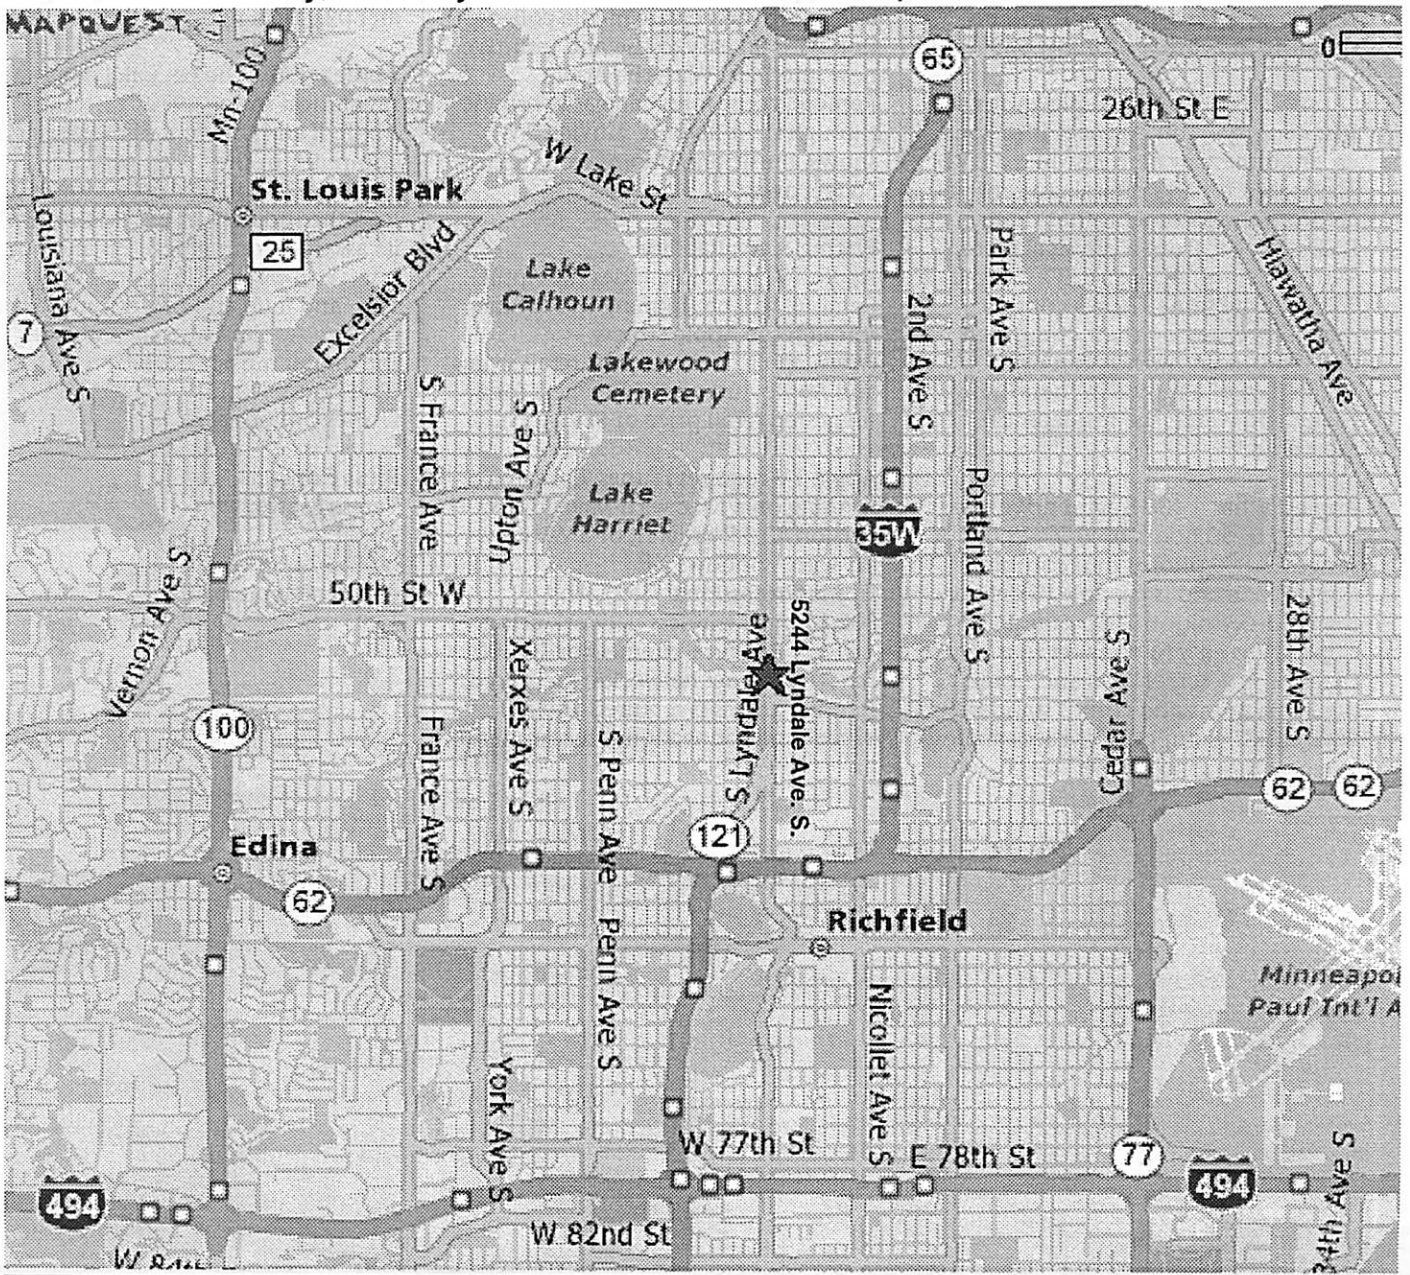 MAPQUEST
Mn-100
65
0
26th St E
W Lake St
St. Louis Park
25
Louisiana Ave S
Excelsior Blvd
Lake
Calhoun
Park Ave S
Hiawatha Ave
7
2nd Ave S
Lakewood
Cemetery
S France Ave
Upton Ave S
Lake
Harriet
35W
Portland Ave S
50th St W
Vernon Ave S
Xerxes Ave S
S Lyndale Ave
5244 Lyndale Ave. S.
28th Ave S
Cedar Ave S
100
France Ave S
S Penn Ave
62
62
121
Edina
62
Richfield
Penn Ave S
Minneapol
Paul Int'l A
Nicollet Ave S
York Ave S
W 77th St
E 78th St
77
494
494
34th Ave S
W 82nd St
W 84th